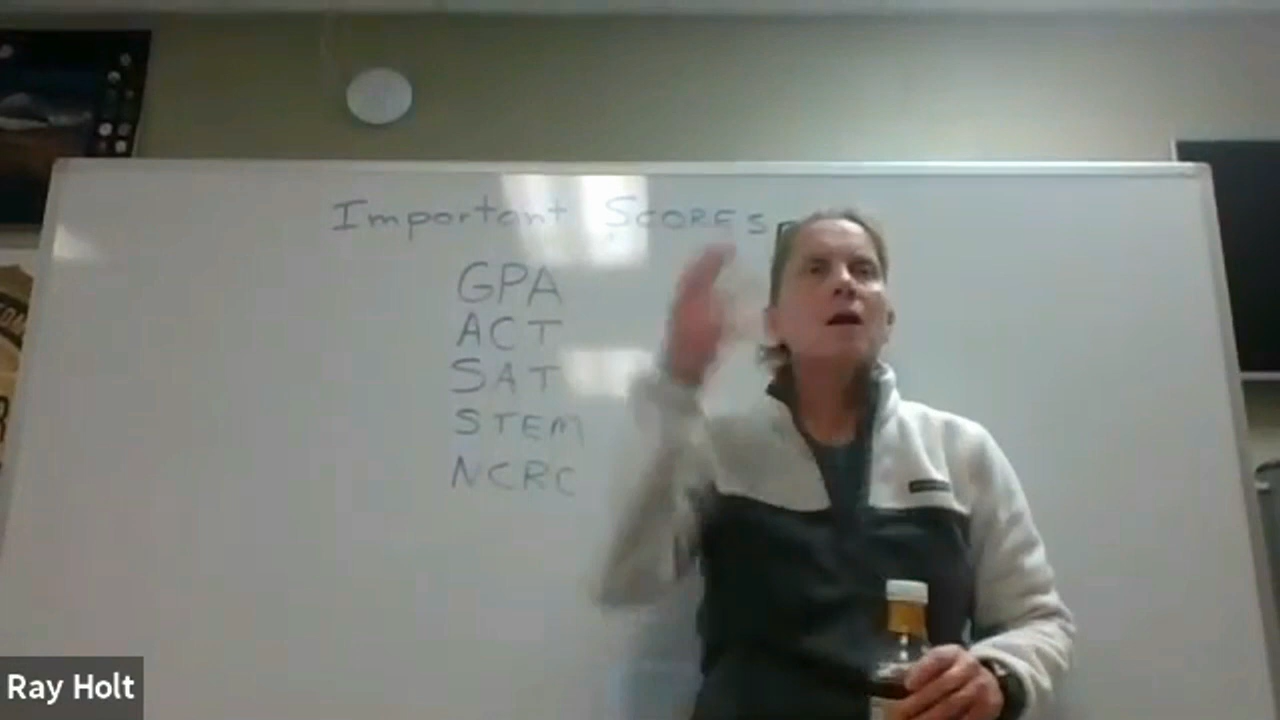 Important SCORES
GPA
ACT
SAT
STEM
NCRC
Ray Holt